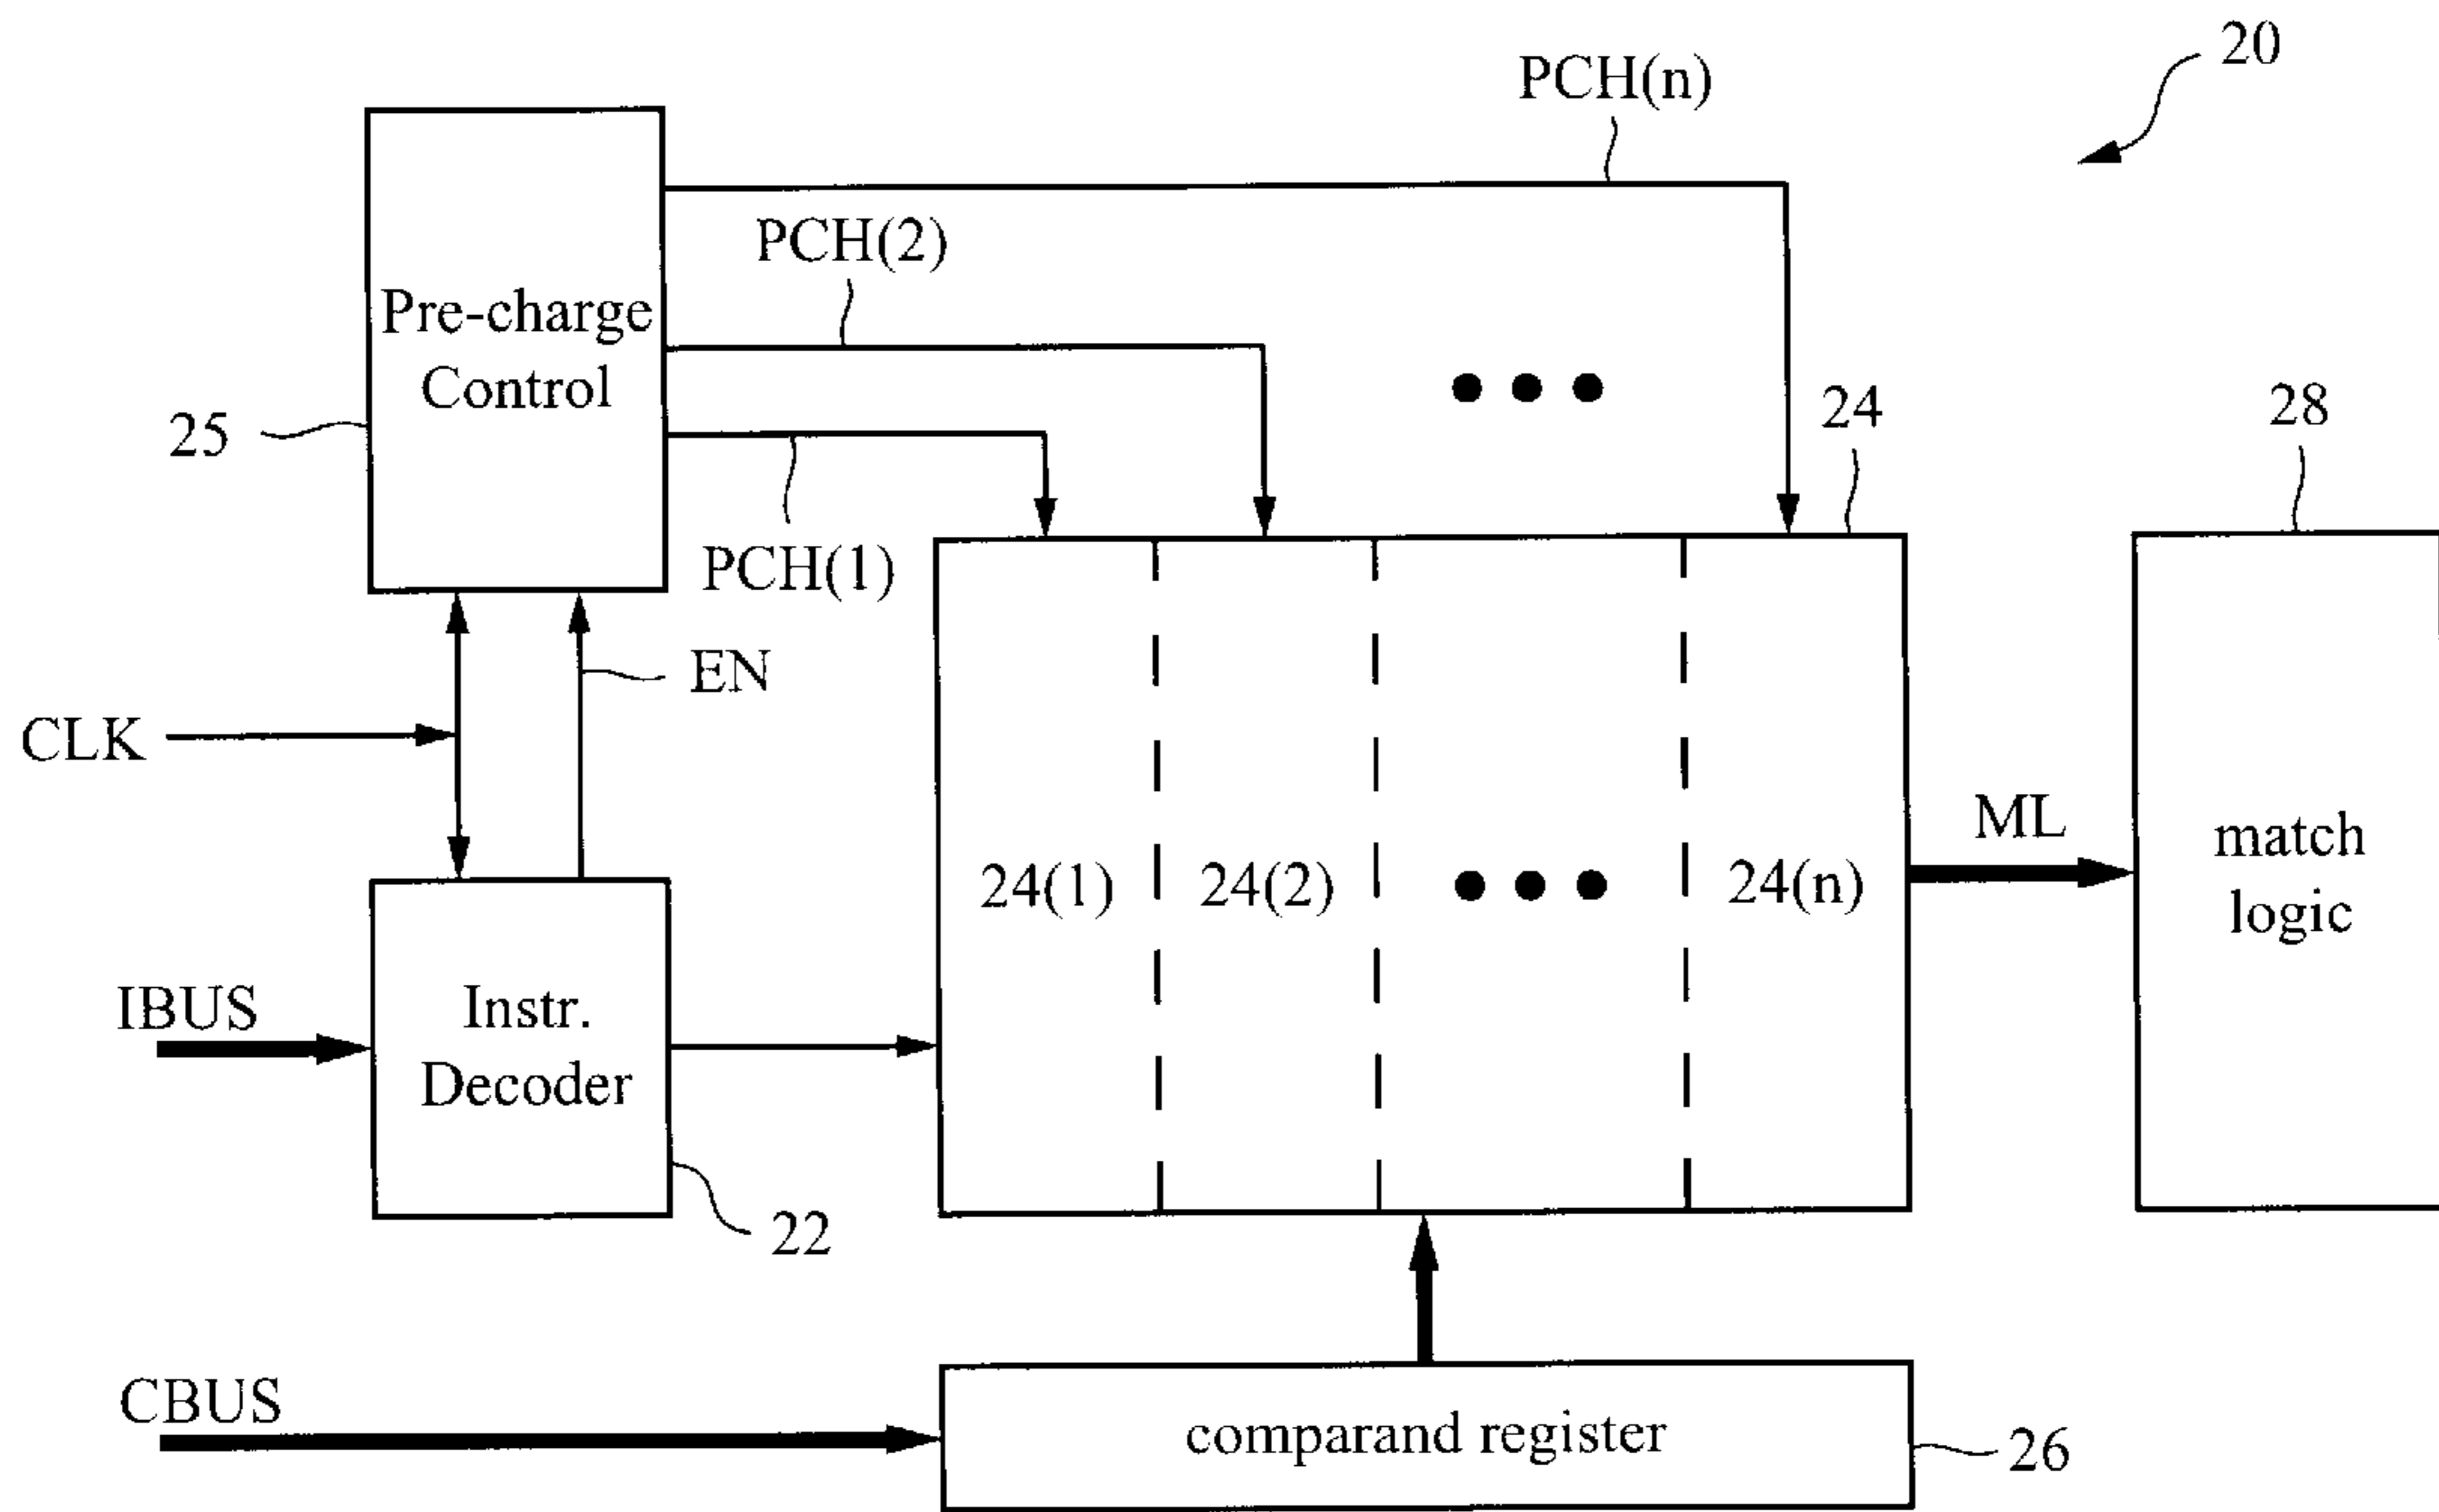 20
PCH(n)
PCH(2)
Pre-charge
Control
25
PCH(1)
24
28
EN
CLK
ML
24(1)
24(2)
24(n)
match
logic
IBUS
Instr.
Decoder
22
CBUS
comparand register
26